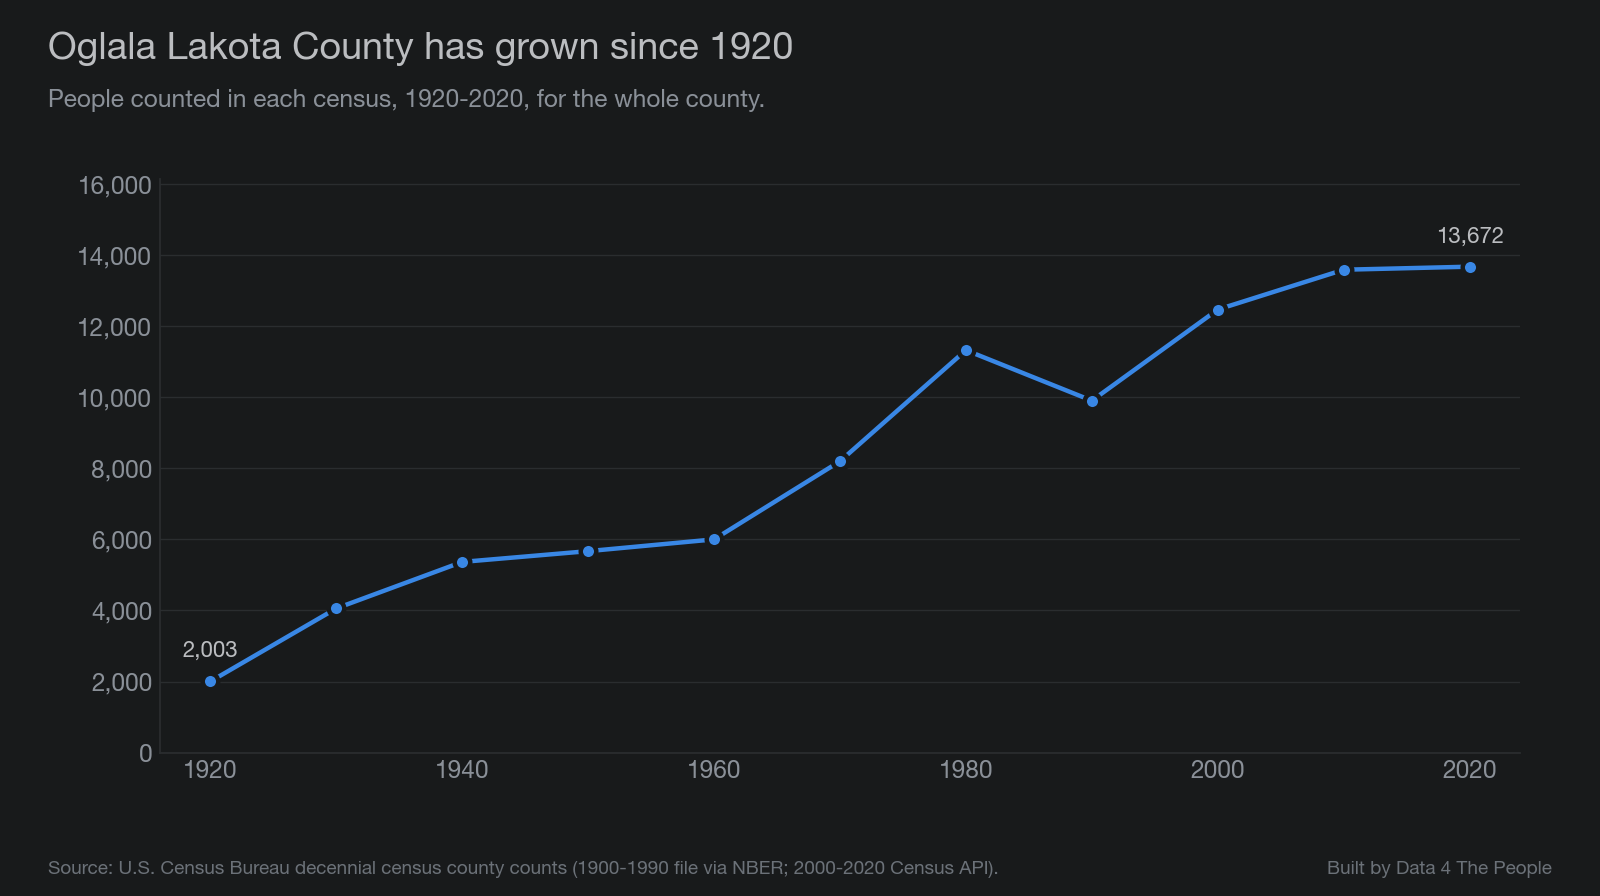 Oglala Lakota County has grown since 1920
People counted in each census, 1920-2020, for the whole county.
16,000
14,000
12,000
10,000
8,000
6,000
4,000
2,000
0
13,672
2,003
1920 1940 1960 1980 2000 2020
Source: U.S. Census Bureau decennial census county counts (1900-1990 file via NBER; 2000-2020 Census API).
Built by Data 4 The People